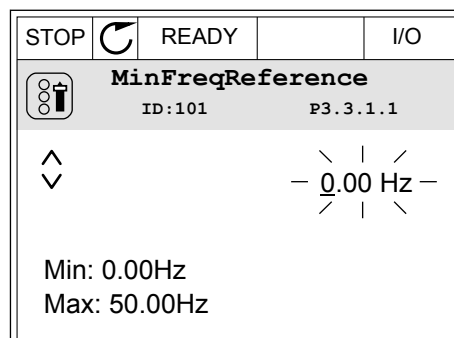 STOP READY I/O
MinFreqReference
ID:101 P3.3.1.1
0.00 Hz
Min: 0.00Hz
Max: 50.00Hz